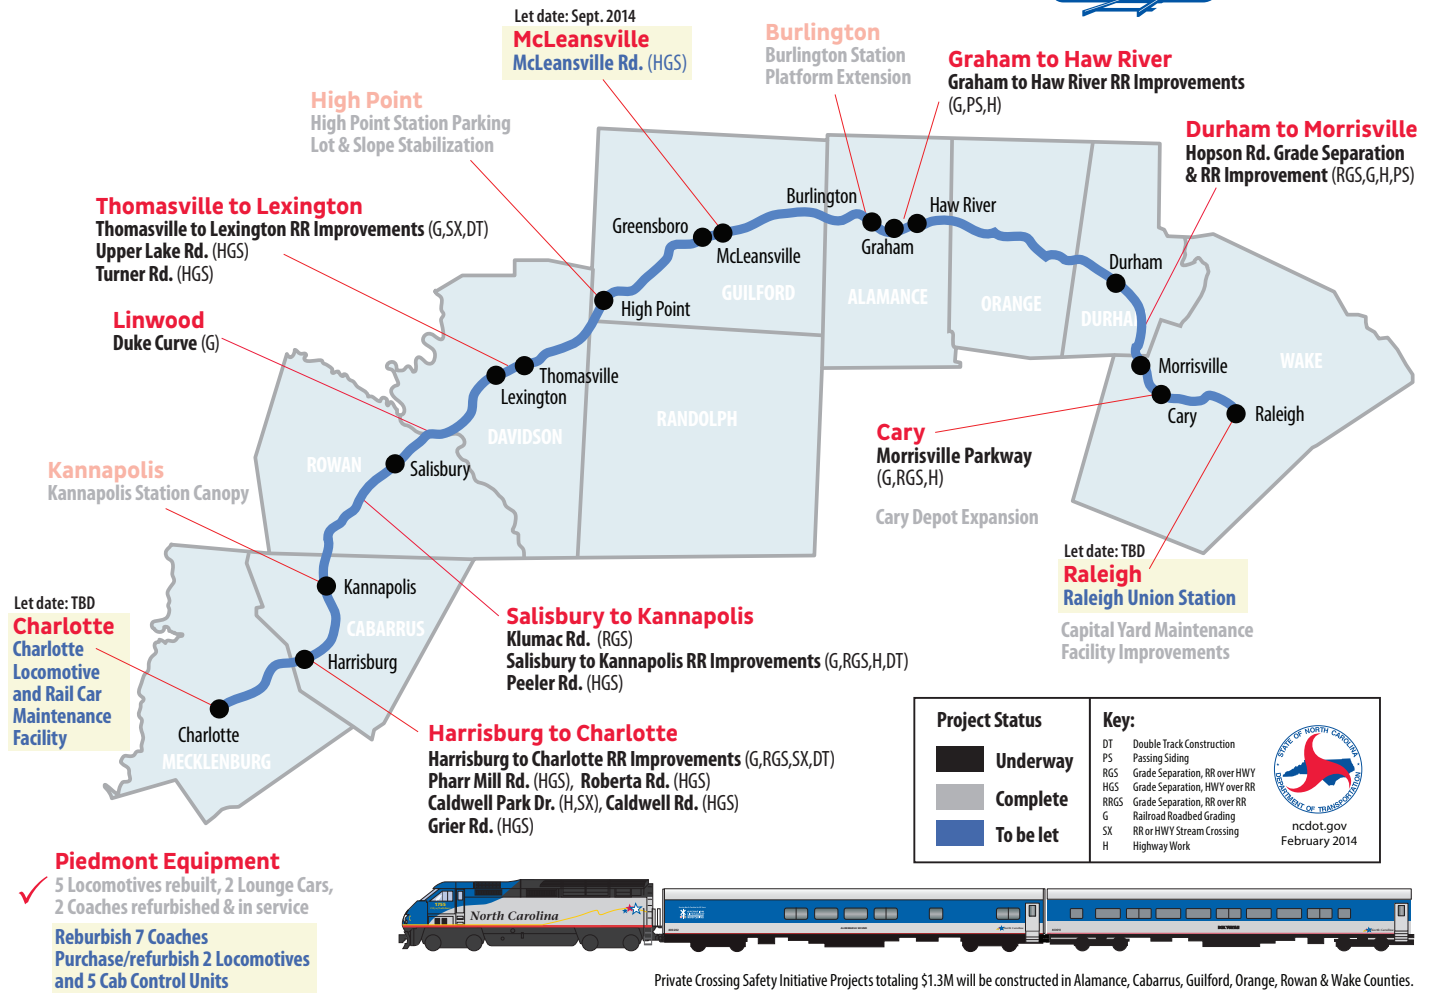 Let date: Sept. 2014
McLeansville
McLeansville Rd. (HGS)
Burlington
Burlington Station
Platform Extension
Graham to Haw River
Graham to Haw River RR Improvements
(G,PS,H)
High Point
High Point Station Parking
Lot & Slope Stabilization
Durham to Morrisville
Hopson Rd. Grade Separation
& RR Improvement (RGS,G,H,PS)
Thomasville to Lexington
Thomasville to Lexington RR Improvements (G,SX,DT)
Upper Lake Rd. (HGS)
Turner Rd. (HGS)
Linwood
Duke Curve (G)
Burlington
Haw River
Greensboro
McLeansville
Graham
Durham
GUILFORD
ALAMANCE
ORANGE
DURHA
High Point
WAKE
Morrisville
Thomasville
Lexington
Cary
Raleigh
RANDOLPH
DAVIDSON
ROWAN
Salisbury
Cary
Morrisville Parkway
(G,RGS,H)
Cary Depot Expansion
Kannapolis
Kannapolis Station Canopy
Let date: TBD
Raleigh
Raleigh Union Station
Capital Yard Maintenance
Facility Improvements
Kannapolis
CABARRUS
Harrisburg
Charlotte
MECKLENBURG
Let date: TBD
Charlotte
Charlotte
Locomotive
and Rail Car
Maintenance
Facility
Salisbury to Kannapolis
Klumac Rd. (RGS)
Salisbury to Kannapolis RR Improvements (G,RGS,H,DT)
Peeler Rd. (HGS)
Harrisburg to Charlotte
Harrisburg to Charlotte RR Improvements (G,RGS,SX,DT)
Pharr Mill Rd. (HGS), Roberta Rd. (HGS)
Caldwell Park Dr. (H,SX), Caldwell Rd. (HGS)
Grier Rd. (HGS)
Project Status
Underway
Complete
To be let
Key:
DT Double Track Construction
PS Passing Siding
RGS Grade Separation, RR over HWY
HGS Grade Separation, HWY over RR
RRGS Grade Separation, RR over RR
G Railroad Roadbed Grading
SX RR or HWY Stream Crossing
H Highway Work
STATE OF NORTH CAROLINA
DEPARTMENT OF TRANSPORTATION
ncdot.gov
February 2014
Piedmont Equipment
5 Locomotives rebuilt, 2 Lounge Cars,
2 Coaches refurbished & in service
Reburbish 7 Coaches
Purchase/refurbish 2 Locomotives
and 5 Cab Control Units
North Carolina
Private Crossing Safety Initiative Projects totaling $1.3M will be constructed in Alamance, Cabarrus, Guilford, Orange, Rowan & Wake Counties.